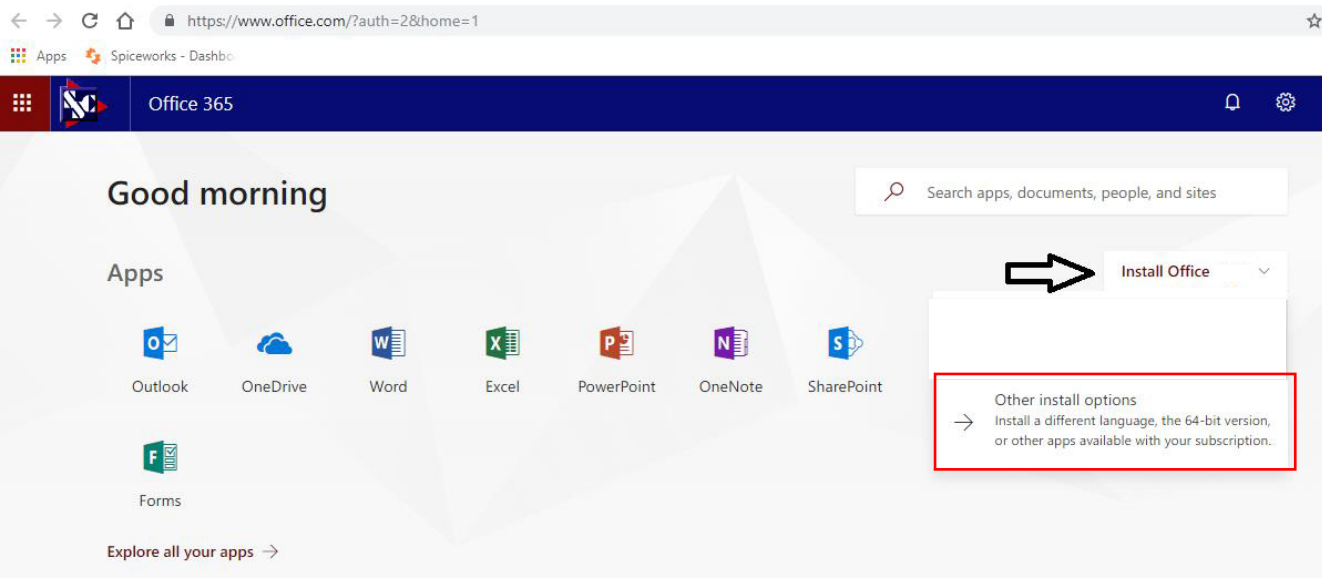 https://www.office.com/?auth=2&home=1
Apps
Spiceworks - Dashbo
SVC
Office 365
Good morning
Search apps, documents, people, and sites
Apps
Install Office
Outlook
OneDrive
Word
Excel
PowerPoint
OneNote
SharePoint
Other install options
Install a different language, the 64-bit version,
or other apps available with your subscription.
Forms
Explore all your apps